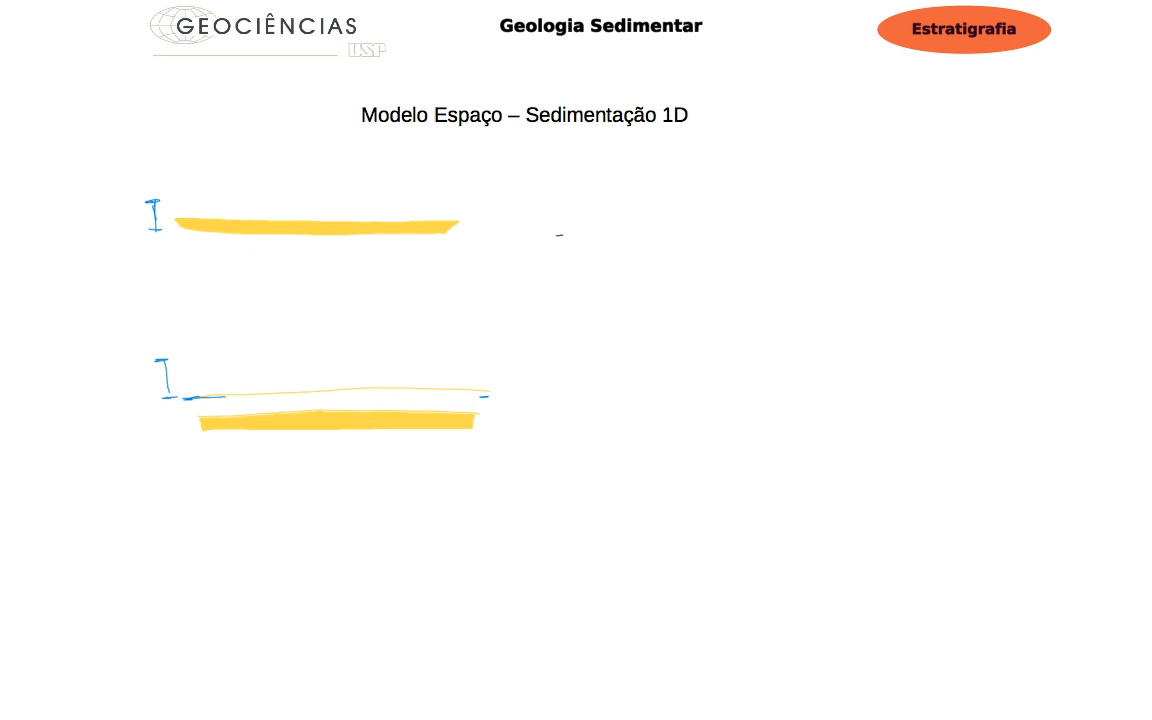 GEOCIÊNCIAS
USP
Geologia Sedimentar
Estratigrafia
Modelo Espaço – Sedimentação 1D